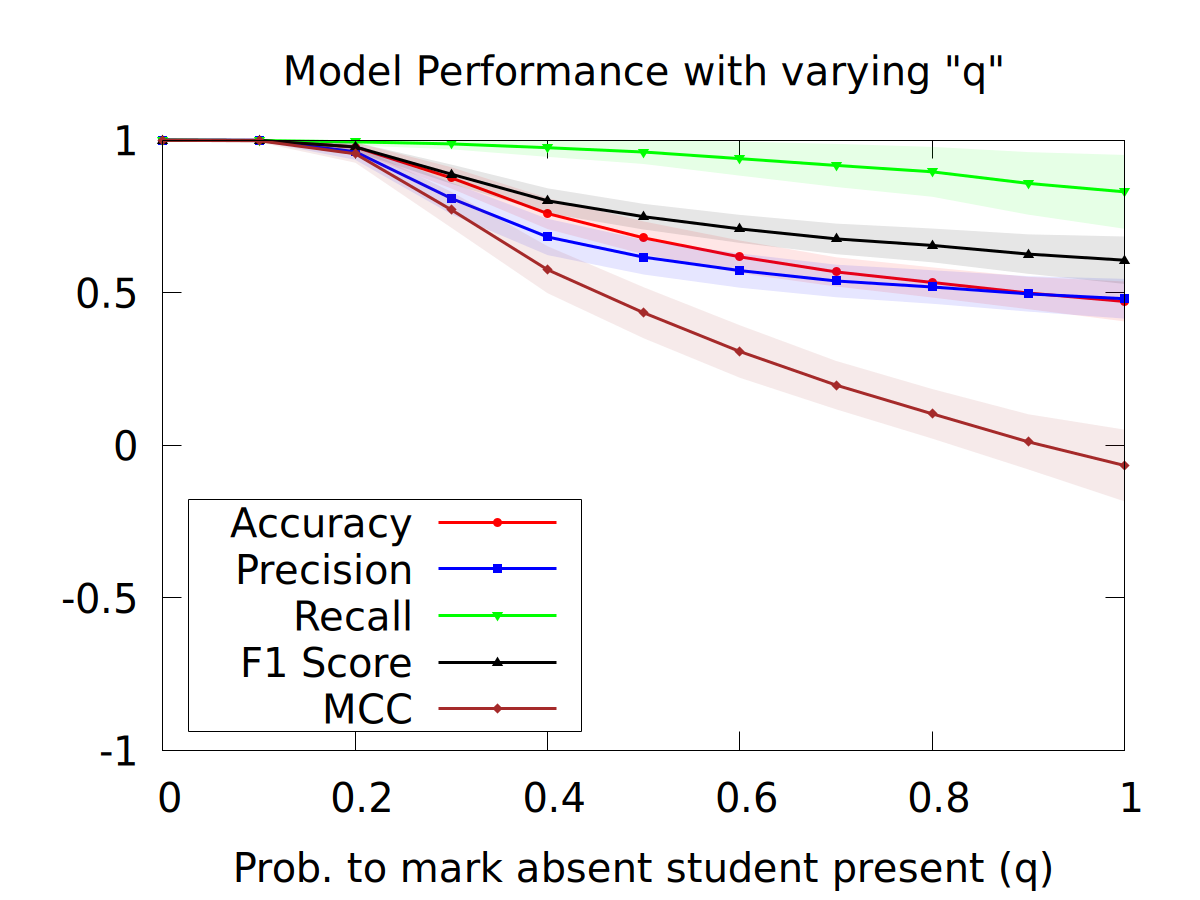 Model Performance with varying "q"
1
0.5
0
-0.5
-1
Accuracy
Precision
Recall
F1 Score
MCC
0 0.2 0.4 0.6 0.8 1
Prob. to mark absent student present (q)